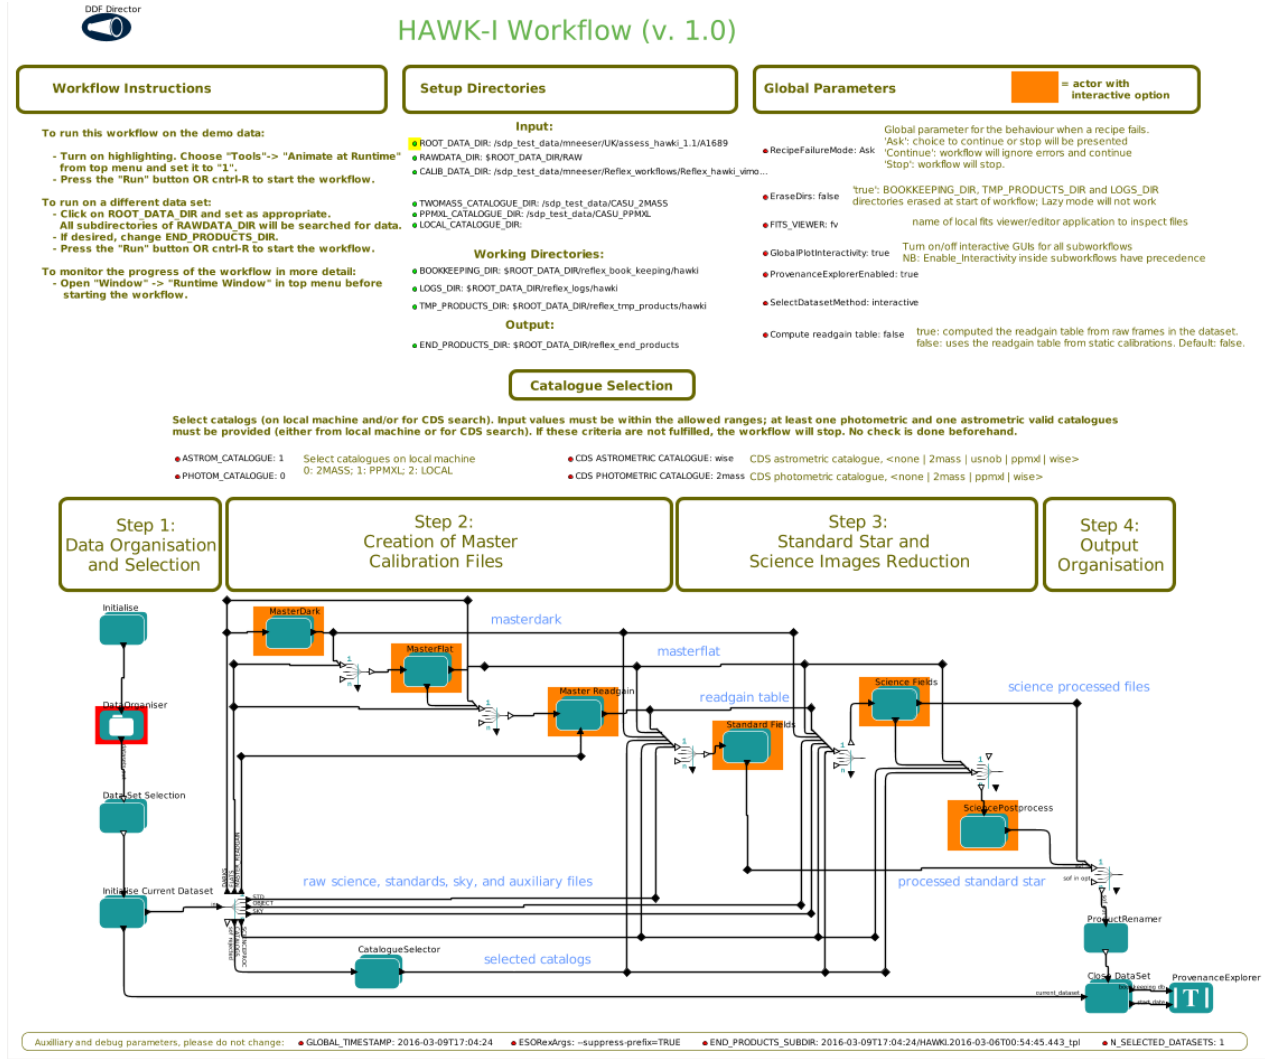 DDF Director
HAWK-I Workflow (v. 1.0)
Workflow Instructions
Setup Directories
Global Parameters
= actor with
interactive option
To run this workflow on the demo data:
- Turn on highlighting. Choose "Tools"-> "Animate at Runtime"
from top menu and set it to "1".
- Press the "Run" button OR cntrl-R to start the workflow.
To run on a different data set:
- Click on ROOT_DATA_DIR and set as appropriate.
All subdirectories of RAWDATA_DIR will be searched for data.
- If desired, change END_PRODUCTS_DIR.
- Press the "Run" button OR cntrl-R to start the workflow.
To monitor the progress of the workflow in more detail:
- Open "Window" -> "Runtime Window" in top menu before
starting the workflow.
Input:
ROOT_DATA_DIR: /sdp_test_data/mneeser/UK/assess_hawki_1.1/A1689
RAWDATA_DIR: $ROOT_DATA_DIR/RAW
CALIB_DATA_DIR: /sdp_test_data/mneeser/Reflex_workflows/Reflex_hawki_vimo...
TWOMASS_CATALOGUE_DIR: /sdp_test_data/CASU_2MASS
PPMXL_CATALOGUE_DIR: /sdp_test_data/CASU_PPMXL
LOCAL_CATALOGUE_DIR:
Working Directories:
BOOKKEEPING_DIR: $ROOT_DATA_DIR/reflex_book_keeping/hawki
LOGS_DIR: $ROOT_DATA_DIR/reflex_logs/hawki
TMP_PRODUCTS_DIR: $ROOT_DATA_DIR/reflex_tmp_products/hawki
Output:
END_PRODUCTS_DIR: $ROOT_DATA_DIR/reflex_end_products
Global parameter for the behaviour when a recipe fails.
RecipeFailureMode: Ask 'Ask': choice to continue or stop will be presented
'Continue': workflow will ignore errors and continue
'Stop': workflow will stop.
EraseDirs: false 'true': BOOKKEEPING_DIR, TMP_PRODUCTS_DIR and LOGS_DIR
directories erased at start of workflow; Lazy mode will not work
FITS_VIEWER: fv name of local fits viewer/editor application to inspect files
GlobalPlotInteractivity: true Turn on/off interactive GUIs for all subworkflows
NB: Enable_Interactivity inside subworkflows have precedence
ProvenanceExplorerEnabled: true
SelectDatasetMethod: interactive
Compute readgain table: false true: computed the readgain table from raw frames in the dataset.
false: uses the readgain table from static calibrations. Default: false.
Catalogue Selection
Select catalogs (on local machine and/or for CDS search). Input values must be within the allowed ranges; at least one photometric and one astrometric valid catalogues
must be provided (either from local machine or for CDS search). If these criteria are not fulfilled, the workflow will stop. No check is done beforehand.
ASTROM_CATALOGUE: 1 Select catalogues on local machine
PHOTOM_CATALOGUE: 0 0: 2MASS; 1: PPMXL; 2: LOCAL
CDS ASTROMETRIC CATALOGUE: wise CDS astrometric catalogue, <none | 2mass | usnob | ppmxl | wise>
CDS PHOTOMETRIC CATALOGUE: 2mass CDS photometric catalogue, <none | 2mass | ppmxl | wise>
Step 1:
Data Organisation
and Selection
Step 2:
Creation of Master
Calibration Files
Step 3:
Standard Star and
Science Images Reduction
Step 4:
Output
Organisation
Initialise
MasterDark
masterdark
MasterFlat
masterflat
Master Readgain
readgain table
Science Fields
science processed files
DataOrganiser
Standard Fields
Data Set Selection
SciencePostprocess
Initialise Current Dataset
raw science, standards, sky, and auxiliary files
processed standard star
STD
OBJECT
SKY
CatalogueSelector
selected catalogs
sof in opt
ProductRenamer
Close DataSet
ProvenanceExplorer
current_dataset
T
Auxilliary and debug parameters, please do not change:
GLOBAL_TIMESTAMP: 2016-03-09T17:04:24
ESORexArgs: --suppress-prefix=TRUE
END_PRODUCTS_SUBDIR: 2016-03-09T17:04:24/HAWKI.2016-03-06T00:54:45.443_tpl
N_SELECTED_DATASETS: 1